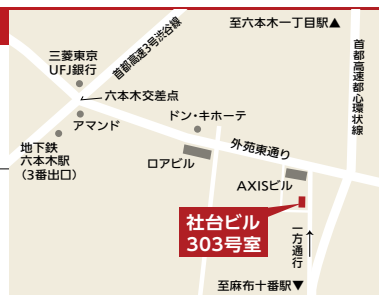 至六本木一丁目駅▲
首都高速都心環状線
首都高速3号渋谷線
三菱東京
UFJ銀行
六本木交差点
アマンド
ドン・キホーテ
地下鉄
六本木駅
（3番出口）
ロアビル
外苑東通り
AXISビル
社台ビル
303号室
一方通行
至麻布十番駅▼